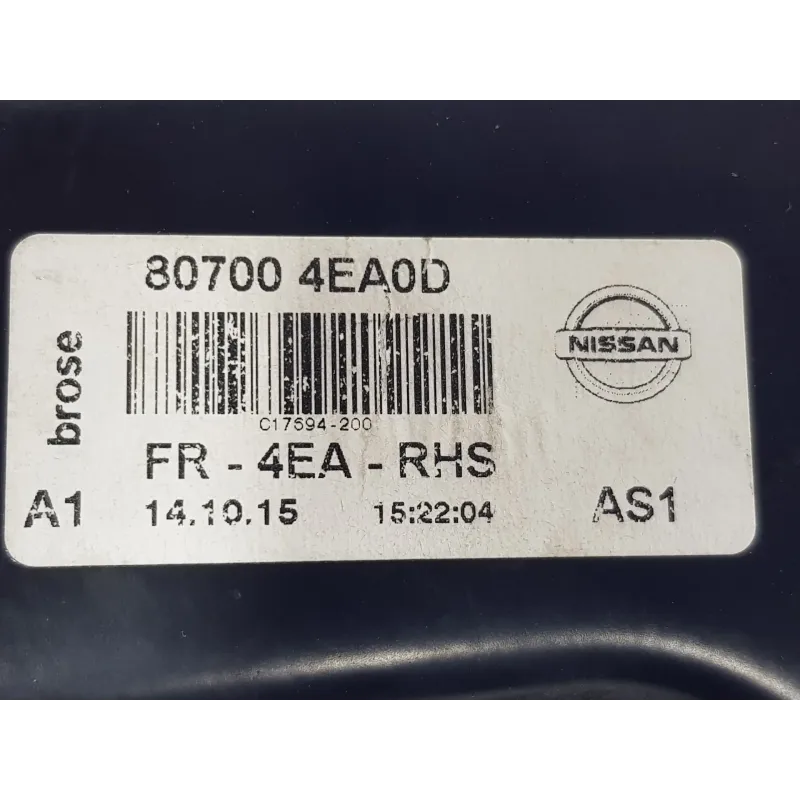 80700 4EA0D
brose
NISSAN
C17694-200
FR - 4EA - RHS
A1 14.10.15 15:22:04 AS1